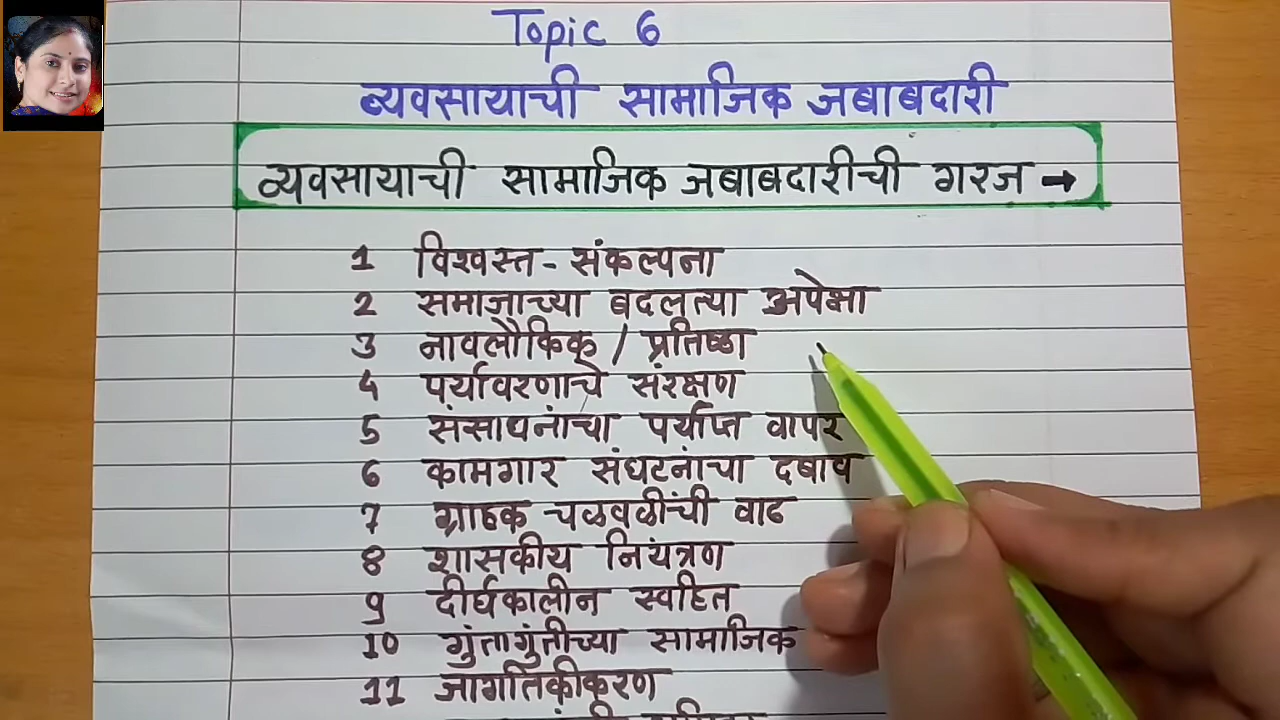 Topic 6
व्यवसायाची सामाजिक जबाबदारी
व्यवसायाची सामाजिक जबाबदारीची गरज →
1 विश्वस्त - संकल्पना
2 समाजाच्या बदलत्या अपेक्षा
3 नावलौकिक / प्रतिष्ठा
4 पर्यावरणाचे संरक्षण
5 संसाधनांचा पर्याप्त वापर
6 कामगार संघटनांचा दबाव
7 ग्राहक चळवळींची वाढ
8 शासकीय नियंत्रण
9 दीर्घकालीन स्वहित
10 गुंतागुंतीच्या सामाजिक
11 जागतिकीकरण